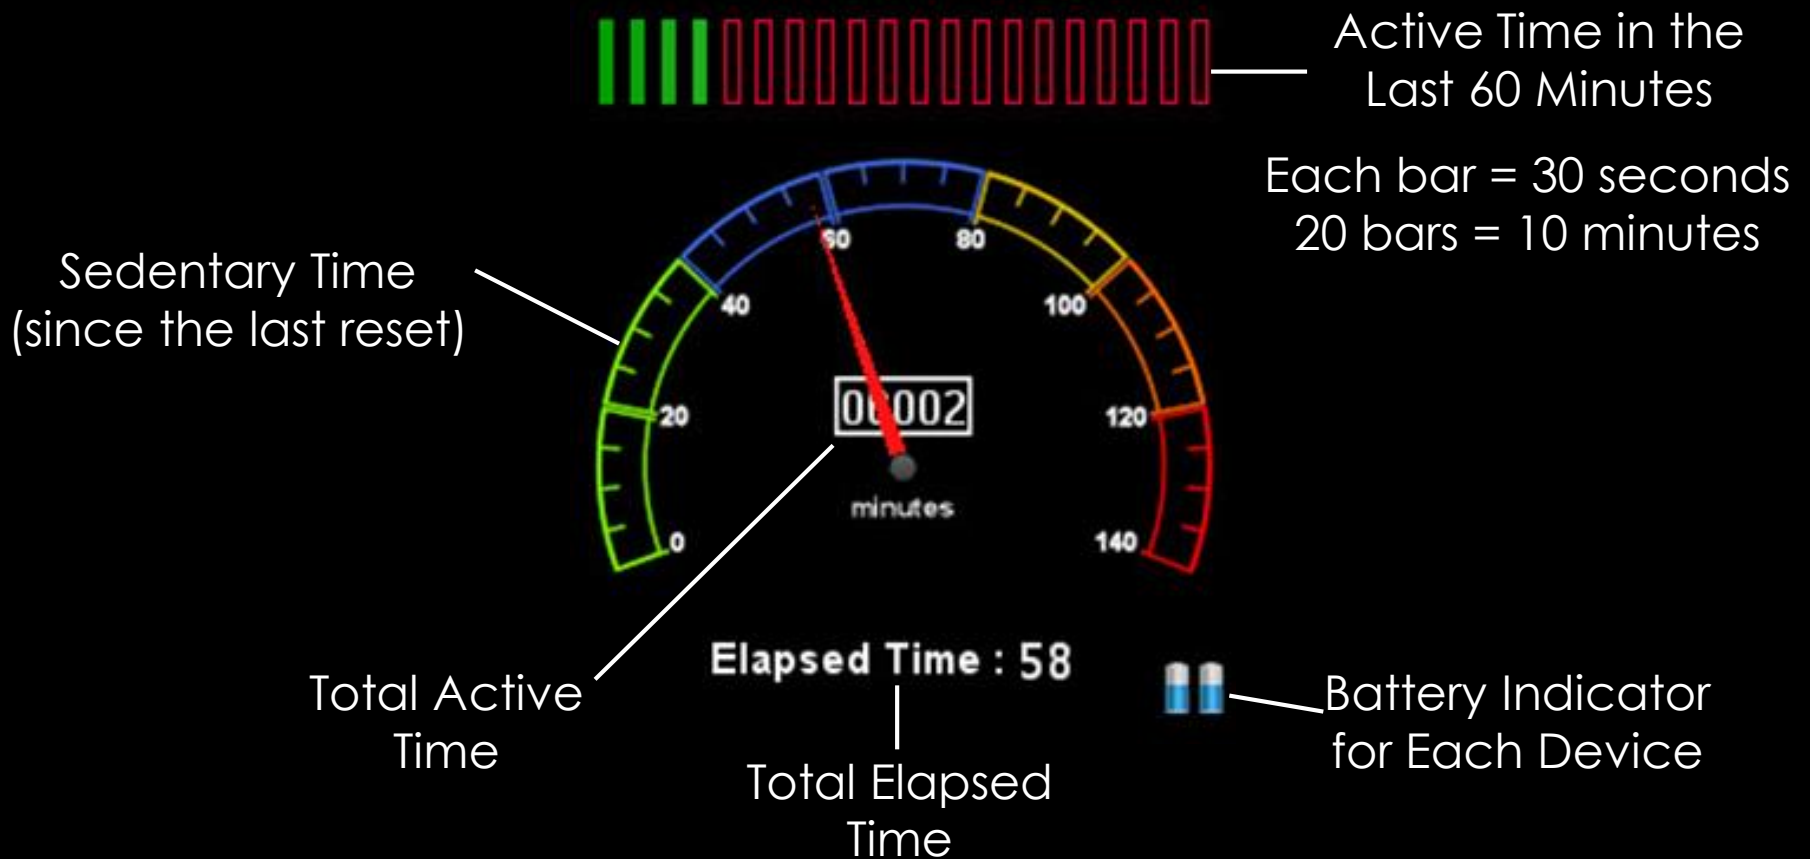 Active Time in the
Last 60 Minutes
Each bar = 30 seconds
20 bars = 10 minutes
Sedentary Time
(since the last reset)
60
80
40
100
20
120
0
140
minutes
Elapsed Time : 58
Total Active
Time
Total Elapsed
Time
Battery Indicator
for Each Device